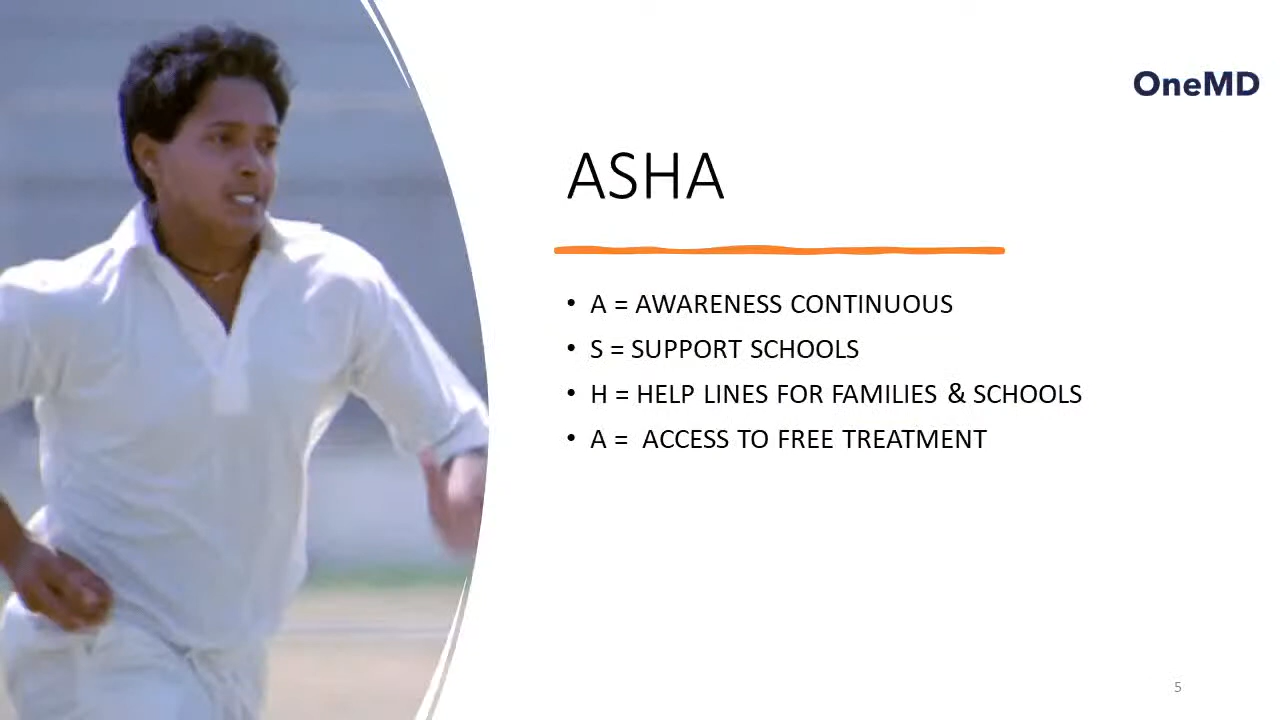 OneMD
ASHA
• A = AWARENESS CONTINUOUS
• S = SUPPORT SCHOOLS
• H = HELP LINES FOR FAMILIES & SCHOOLS
• A =  ACCESS TO FREE TREATMENT
5